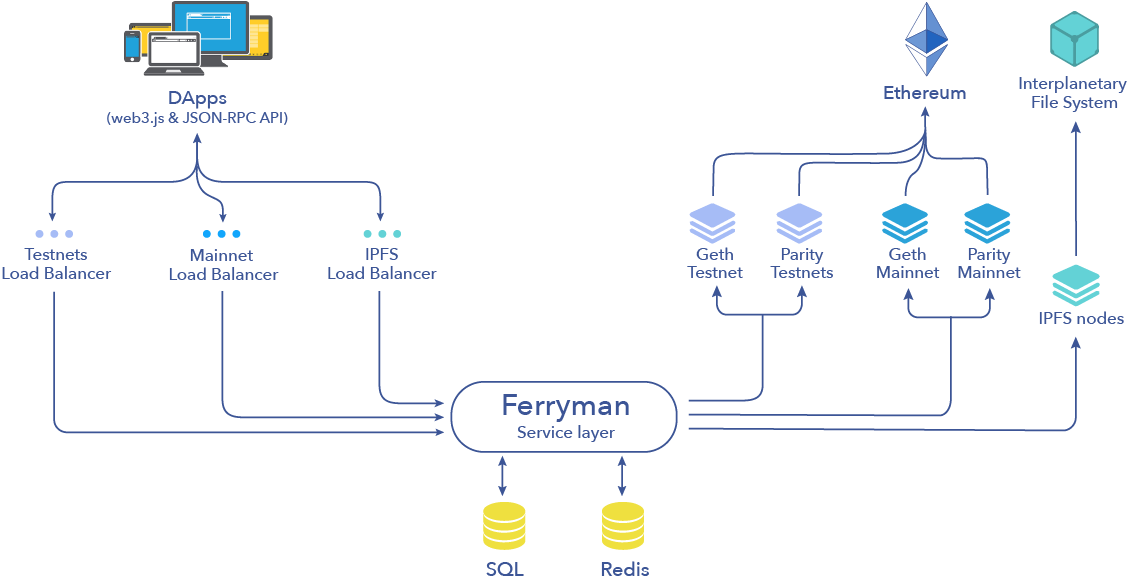 DApps
(web3.js & JSON-RPC API)
Ethereum
Interplanetary
File System
Testnets
Load Balancer
Mainnet
Load Balancer
IPFS
Load Balancer
Geth
Testnet
Parity
Testnets
Geth
Mainnet
Parity
Mainnet
IPFS nodes
Ferryman
Service layer
SQL
Redis